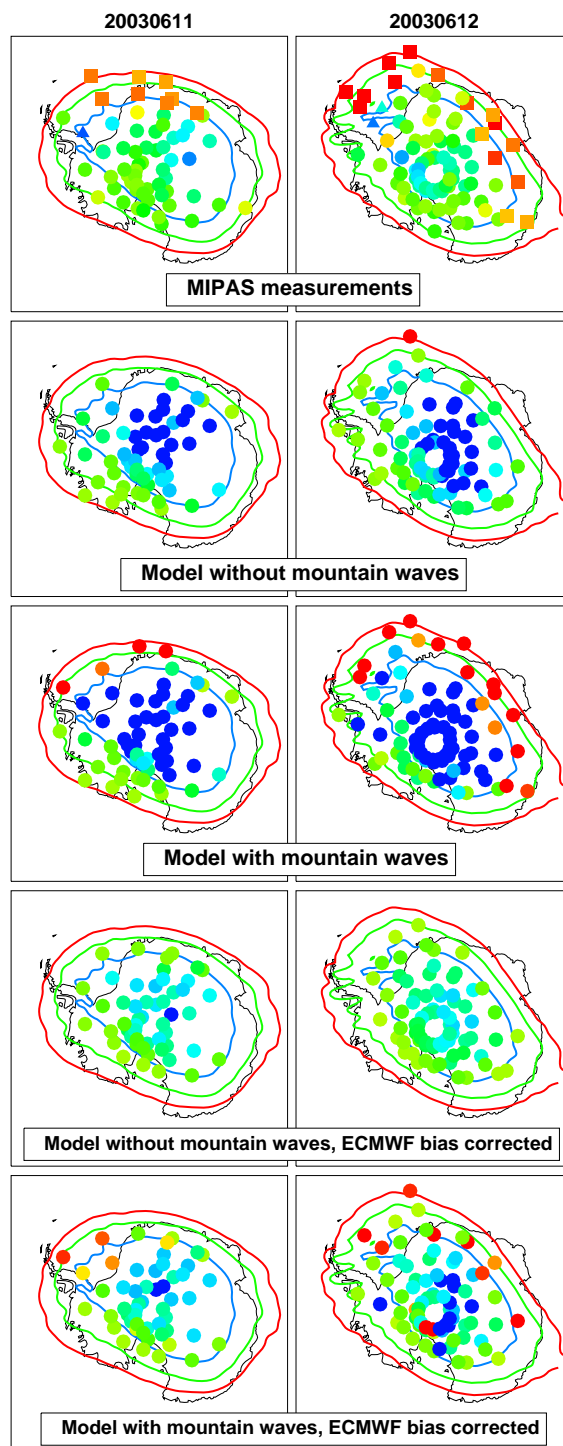 20030611
20030612
MIPAS measurements
Model without mountain waves
Model with mountain waves
Model without mountain waves, ECMWF bias corrected
Model with mountain waves, ECMWF bias corrected